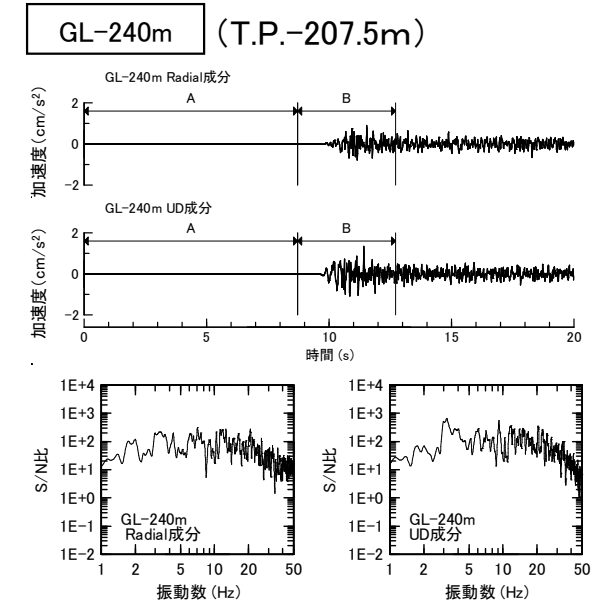 GL-240m (T.P.-207.5m)
GL-240m Radial成分
A B
2
0
-2
加速度(cm/s²)
GL-240m UD成分
A B
2
0
-2
加速度(cm/s²)
0 5 10 15 20
時間(s)
1E+4
1E+3
1E+2
1E+1
1E+0
1E-1
1E-2
S/N比
GL-240m
Radial成分
1 2 5 10 20 50
振動数(Hz)
1E+4
1E+3
1E+2
1E+1
1E+0
1E-1
1E-2
S/N比
GL-240m
UD成分
1 2 5 10 20 50
振動数(Hz)